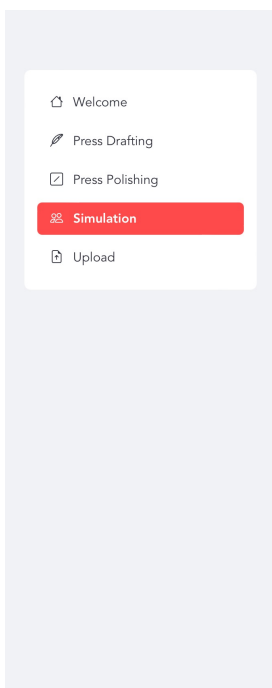 Welcome
Press Drafting
Press Polishing
Simulation
Upload